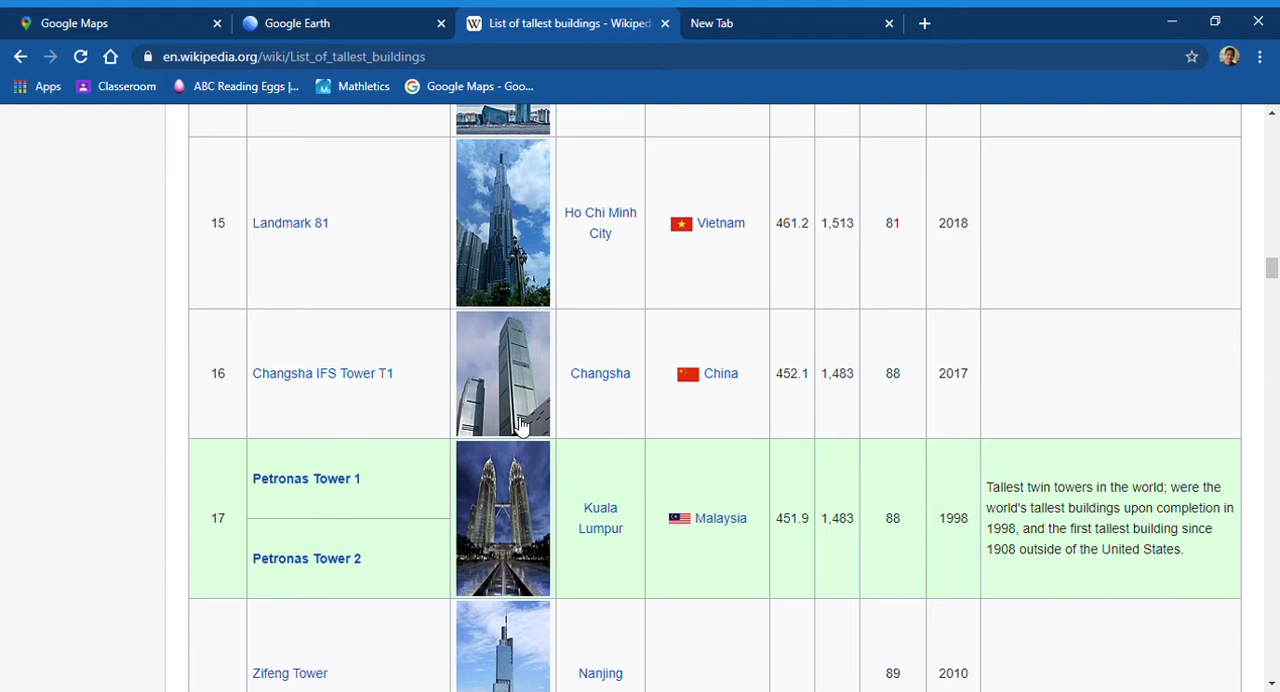 Google Maps
Google Earth
List of tallest buildings - Wikiped
New Tab
en.wikipedia.org/wiki/List_of_tallest_buildings
Apps
Classroom
ABC Reading Eggs |...
Mathletics
Google Maps - Goo...
15 Landmark 81 Ho Chi Minh City Vietnam 461.2 1,513 81 2018
16 Changsha IFS Tower T1 Changsha China 452.1 1,483 88 2017
17 Petronas Tower 1
Petronas Tower 2
Kuala Lumpur Malaysia 451.9 1,483 88 1998
Tallest twin towers in the world; were the
world's tallest buildings upon completion in
1998, and the first tallest building since
1908 outside of the United States.
Zifeng Tower Nanjing 89 2010